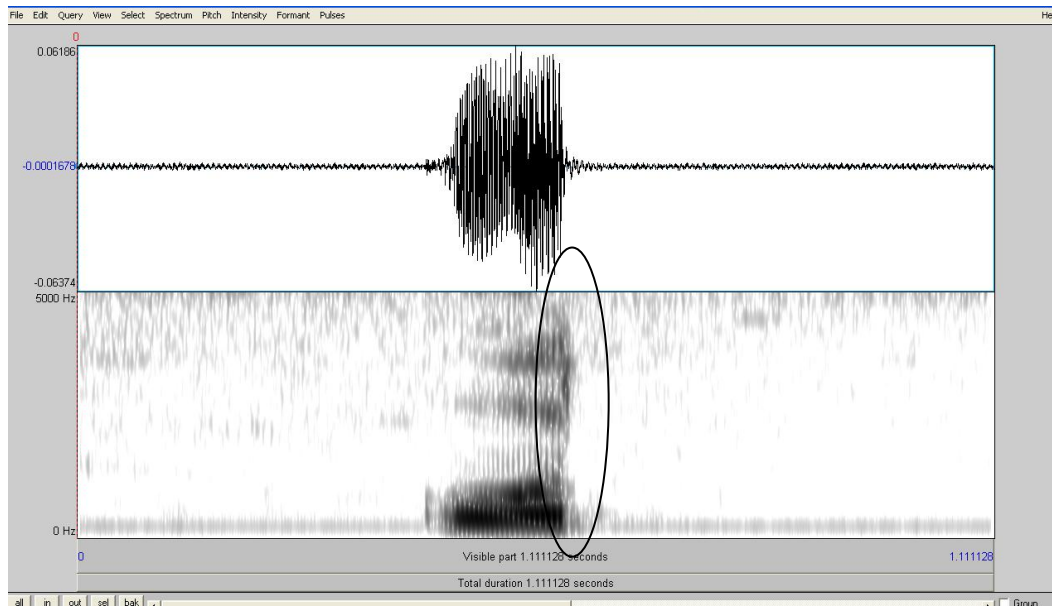 File Edit Query View Select Spectrum Pitch Intensity Formant Pulses He
0
0.06186
-0.0001678
-0.06374
5000 Hz
0 Hz
0 Visible part 1.111128 seconds 1.111128
Total duration 1.111128 seconds
all in out sel bak Group